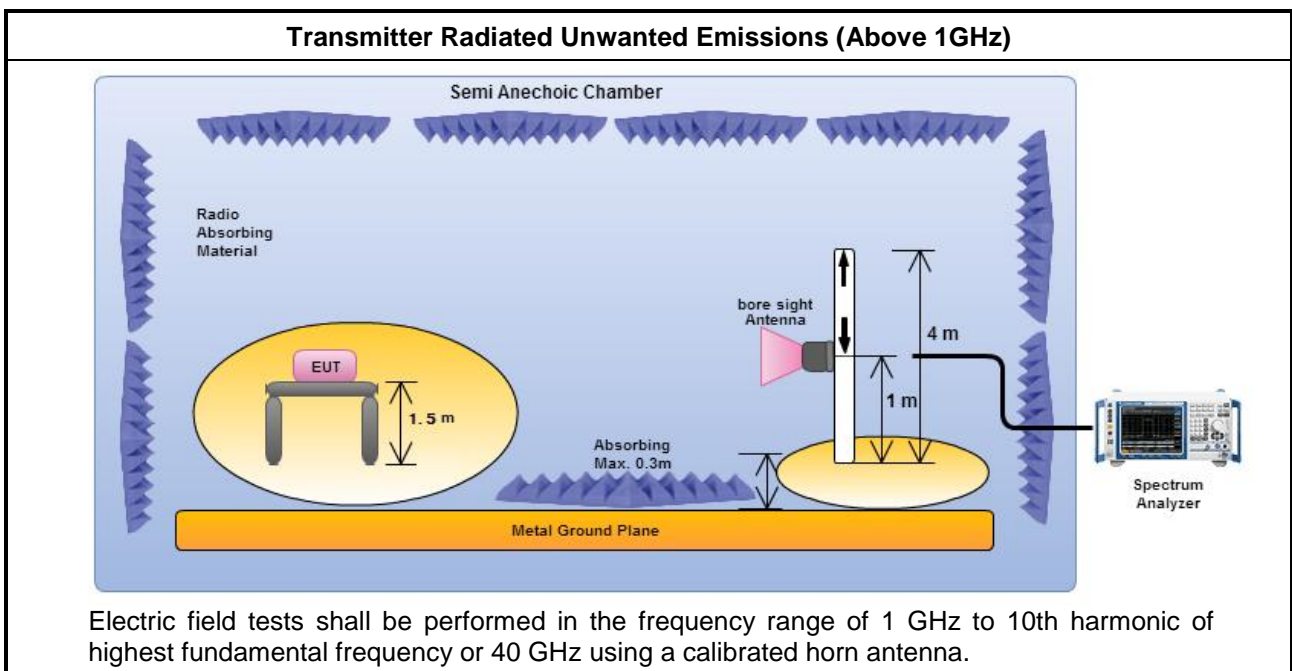 Transmitter Radiated Unwanted Emissions (Above 1GHz)
Semi Anechoic Chamber
Radio
Absorbing
Material
bore sight
Antenna
4 m
EUT
1. 5 m
1 m
Absorbing
Max. 0.3m
Spectrum
Analyzer
Metal Ground Plane
Electric field tests shall be performed in the frequency range of 1 GHz to 10th harmonic of
highest fundamental frequency or 40 GHz using a calibrated horn antenna.